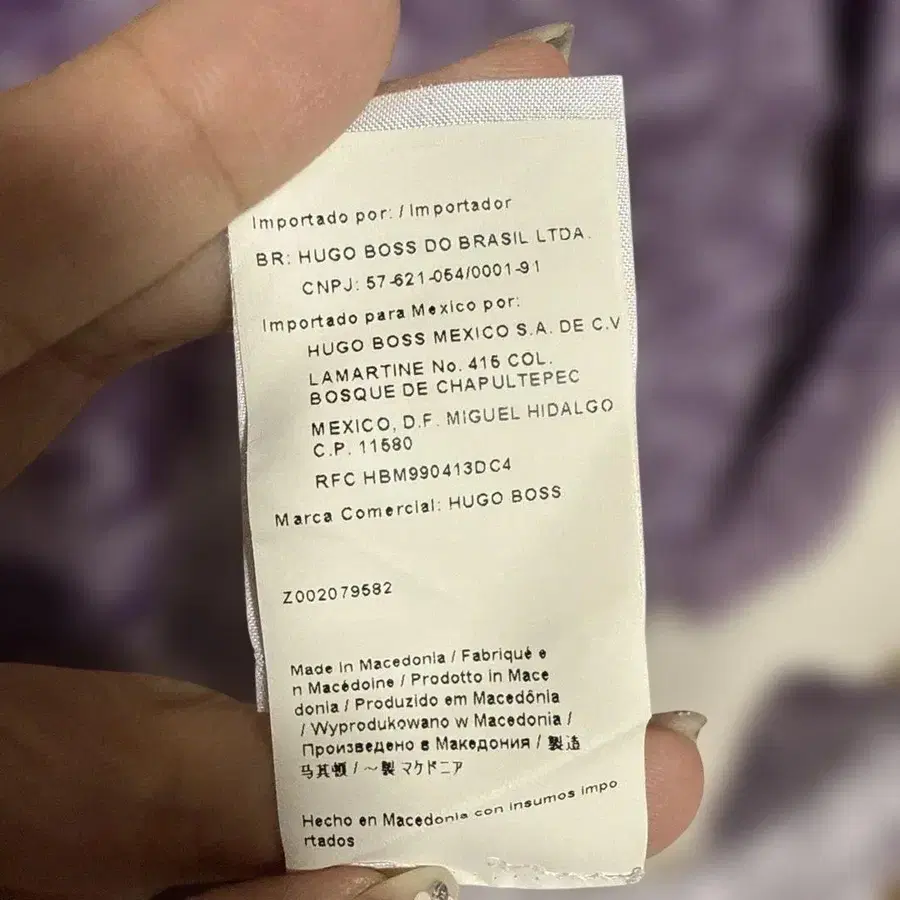 Importado por: / Importador
BR: HUGO BOSS DO BRASIL LTDA.
CNPJ: 57-621-054/0001-91
Importado para Mexico por:
HUGO BOSS MEXICO S.A. DE C.V
LAMARTINE No. 415 COL.
BOSQUE DE CHAPULTEPEC
MEXICO, D.F. MIGUEL HIDALGO
C.P. 11580
RFC HBM990413DC4
Marca Comercial: HUGO BOSS
Z002079582
Made in Macedonia / Fabriqué e
n Macédoine / Prodotto in Mace
donia / Produzido em Macedônia
/ Wyprodukowano w Macedonia /
Произведено в Македония / 製造
马其顿 / ~製 マケドニア
Hecho en Macedonia con insumos impo
rtados